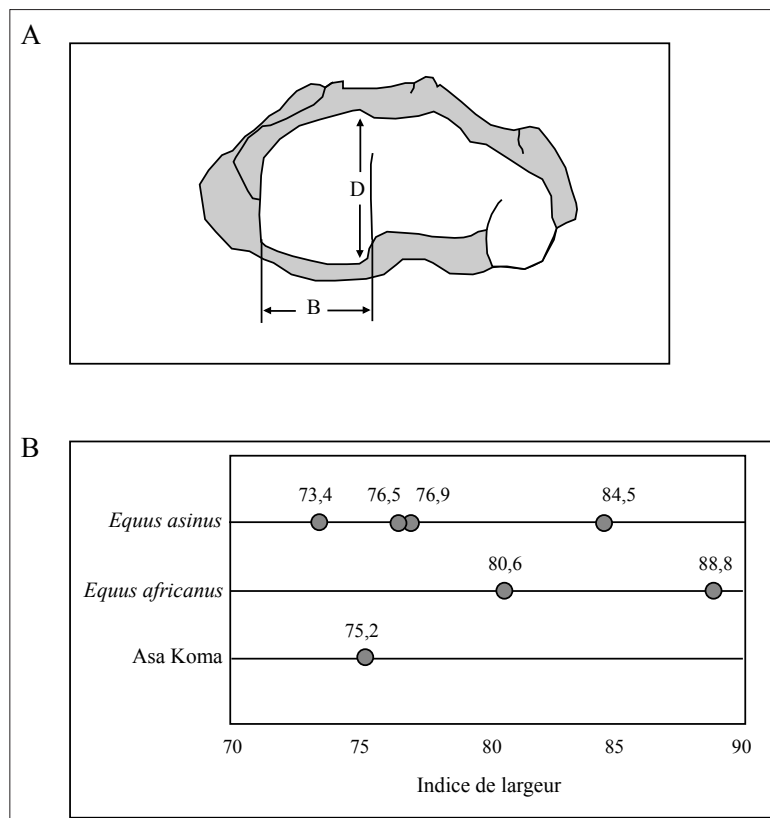 A
D
B
B
73,4 76,5 76,9 84,5
Equus asinus
80,6 88,8
Equus africanus
75,2
Asa Koma
70 75 80 85 90
Indice de largeur